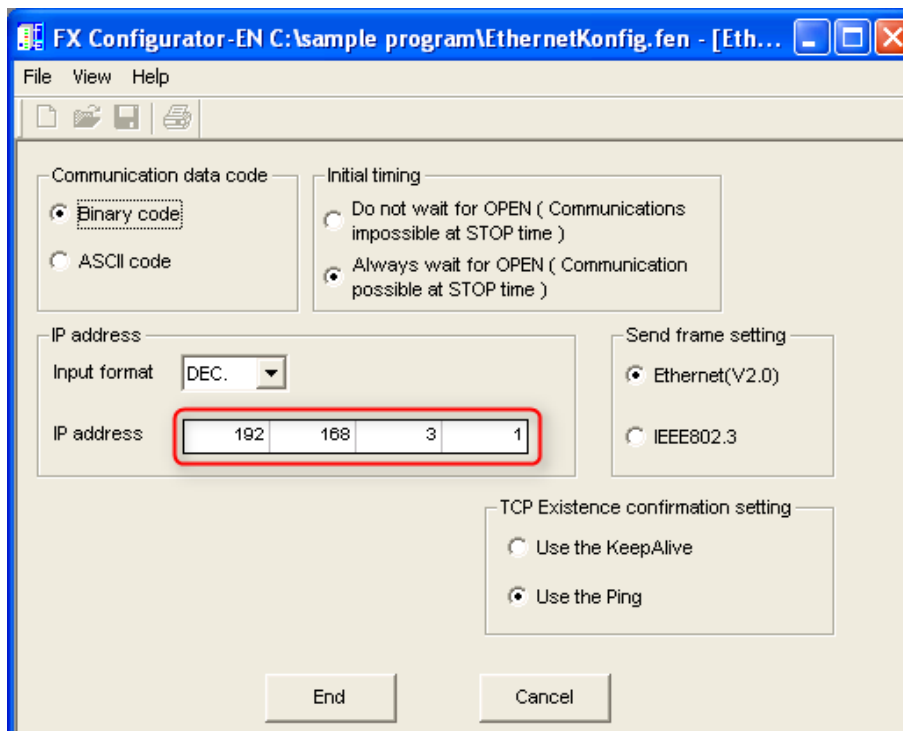 FX Configurator-EN C:\sample program\EthernetKonfig.fen - [Eth...
File View Help
Communication data code
Binary code
ASCII code
Initial timing
Do not wait for OPEN ( Communications
impossible at STOP time )
Always wait for OPEN ( Communication
possible at STOP time )
IP address
Input format DEC.
IP address 192 168 3 1
Send frame setting
Ethernet(V2.0)
IEEE802.3
TCP Existence confirmation setting
Use the KeepAlive
Use the Ping
End Cancel